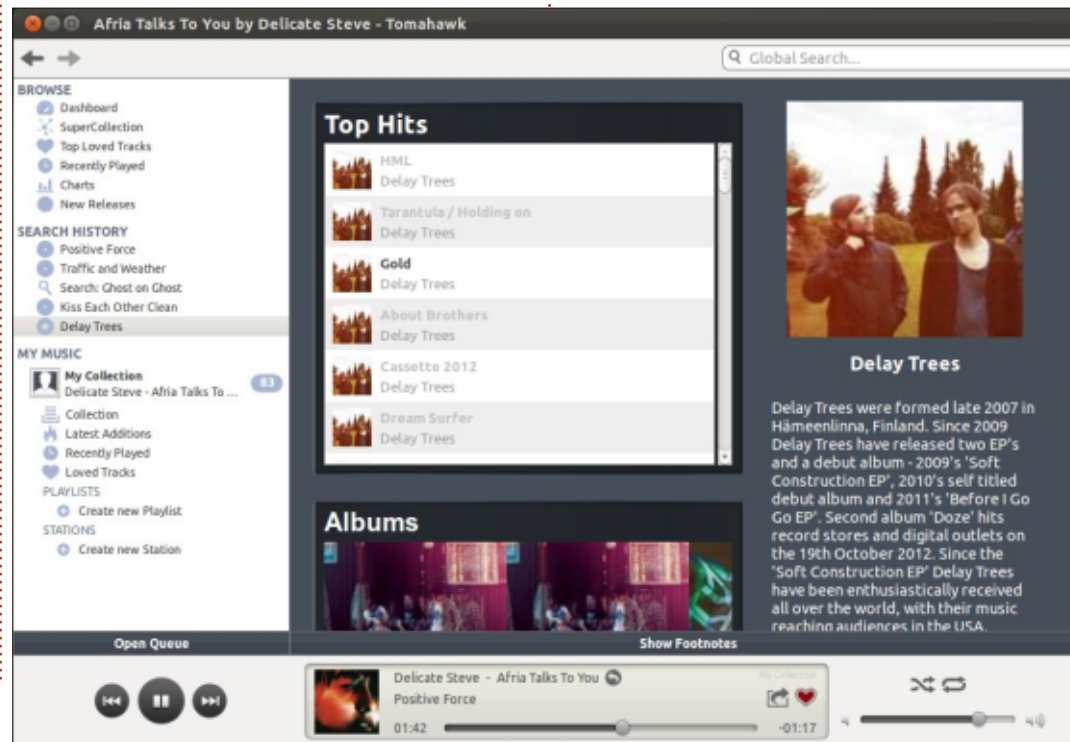 Afria Talks To You by Delicate Steve - Tomahawk
Global Search...
BROWSE
Dashboard
SuperCollection
Top Loved Tracks
Recently Played
Charts
New Releases
SEARCH HISTORY
Positive Force
Traffic and Weather
Search: Ghost on Ghost
Kiss Each Other Clean
Delay Trees
MY MUSIC
My Collection
83
Delicate Steve - Afria Talks To ...
Collection
Latest Additions
Recently Played
Loved Tracks
PLAYLISTS
Create new Playlist
STATIONS
Create new Station
Open Queue
Top Hits
HML
Delay Trees
Tarantula / Holding on
Delay Trees
Gold
Delay Trees
About Brothers
Delay Trees
Cassette 2012
Delay Trees
Dream Surfer
Delay Trees
Albums
Delay Trees
Delay Trees were formed late 2007 in
Hämeenlinna, Finland. Since 2009
Delay Trees have released two EP's
and a debut album - 2009's 'Soft
Construction EP', 2010's self titled
debut album and 2011's 'Before I Go
Go EP'. Second album 'Doze' hits
record stores and digital outlets on
the 19th October 2012. Since the
'Soft Construction EP' Delay Trees
have been enthusiastically received
all over the world, with their music
reaching audiences in the USA,
Show Footnotes
Delicate Steve - Afria Talks To You
My Collection
Positive Force
01:42
-01:17